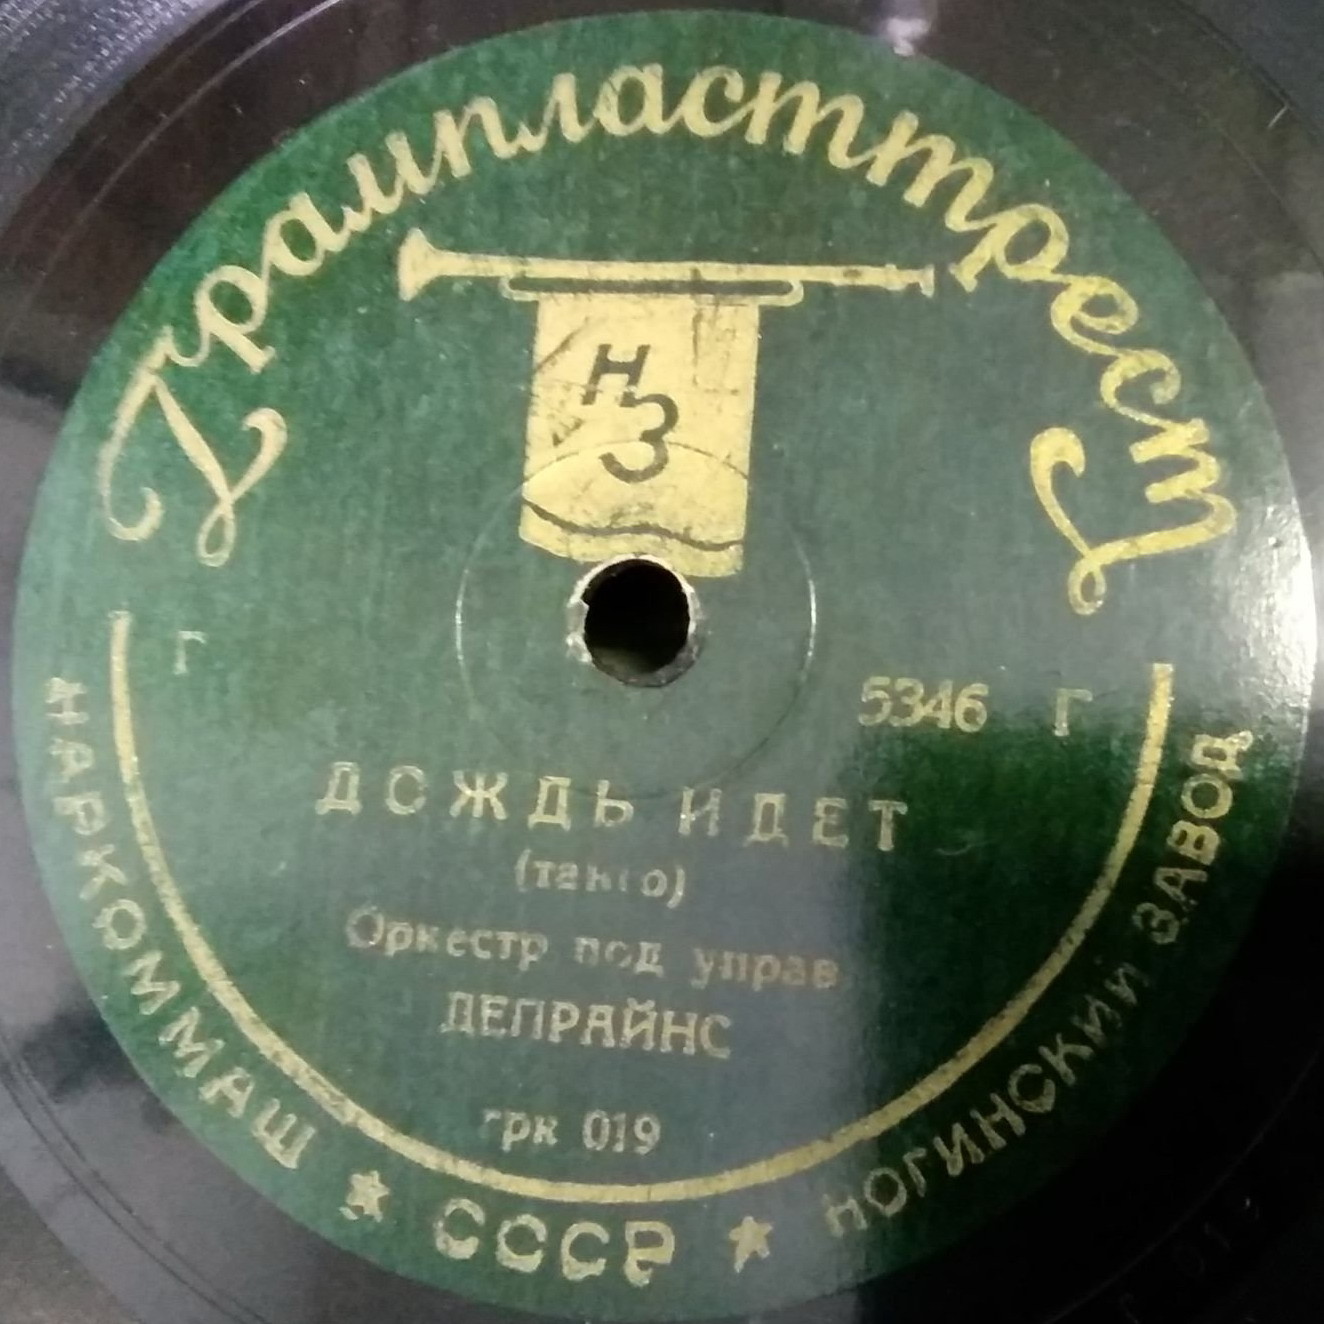 Грампласттрест
НЗ
Г
5346 Г
ДОЖДЬ ИДЕТ
(танго)
Оркестр под управ
ДЕПРАЙНС
грк 019
НАРКОММАШ ★ СССР ★ НОГИНСКИЙ ЗАВОД